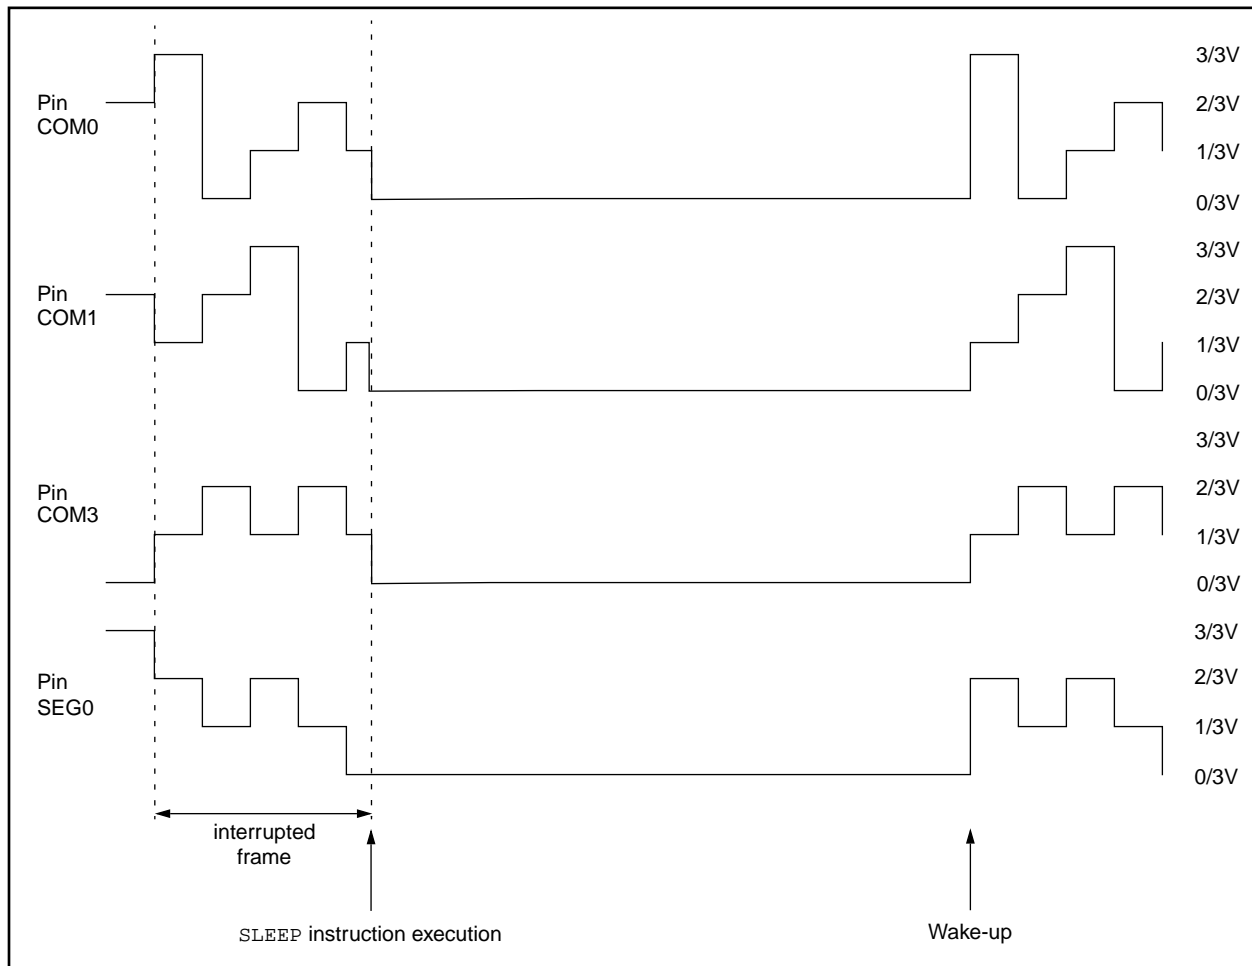 3/3V
Pin
COM0
2/3V
1/3V
0/3V
3/3V
Pin
COM1
2/3V
1/3V
0/3V
3/3V
Pin
COM3
2/3V
1/3V
0/3V
3/3V
Pin
SEG0
2/3V
1/3V
0/3V
interrupted
frame
SLEEP instruction execution
Wake-up